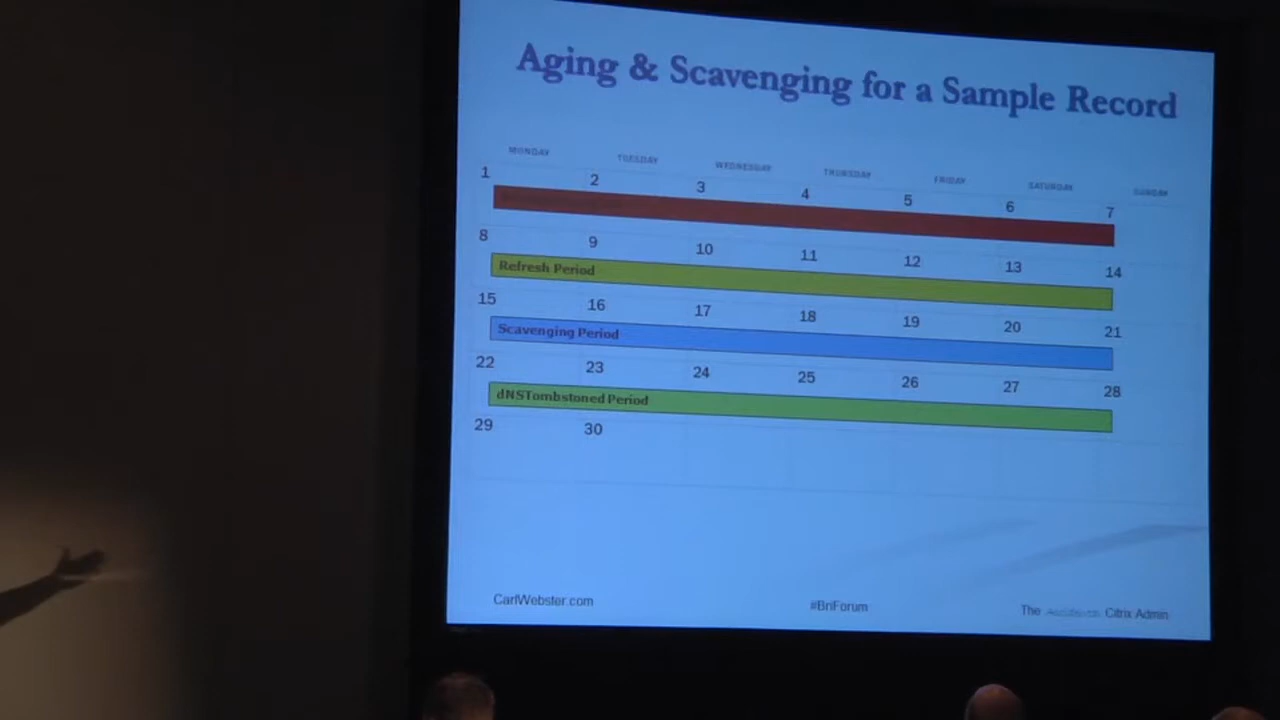 Aging & Scavenging for a Sample Record
MONDAY TUESDAY WEDNESDAY THURSDAY FRIDAY SATURDAY SUNDAY
1 2 3 4 5 6 7
8 9 10 11 12 13 14
Refresh Period
15 16 17 18 19 20 21
Scavenging Period
22 23 24 25 26 27 28
dNSTombstoned Period
29 30
CarlWebster.com #BriForum The Citrix Admin